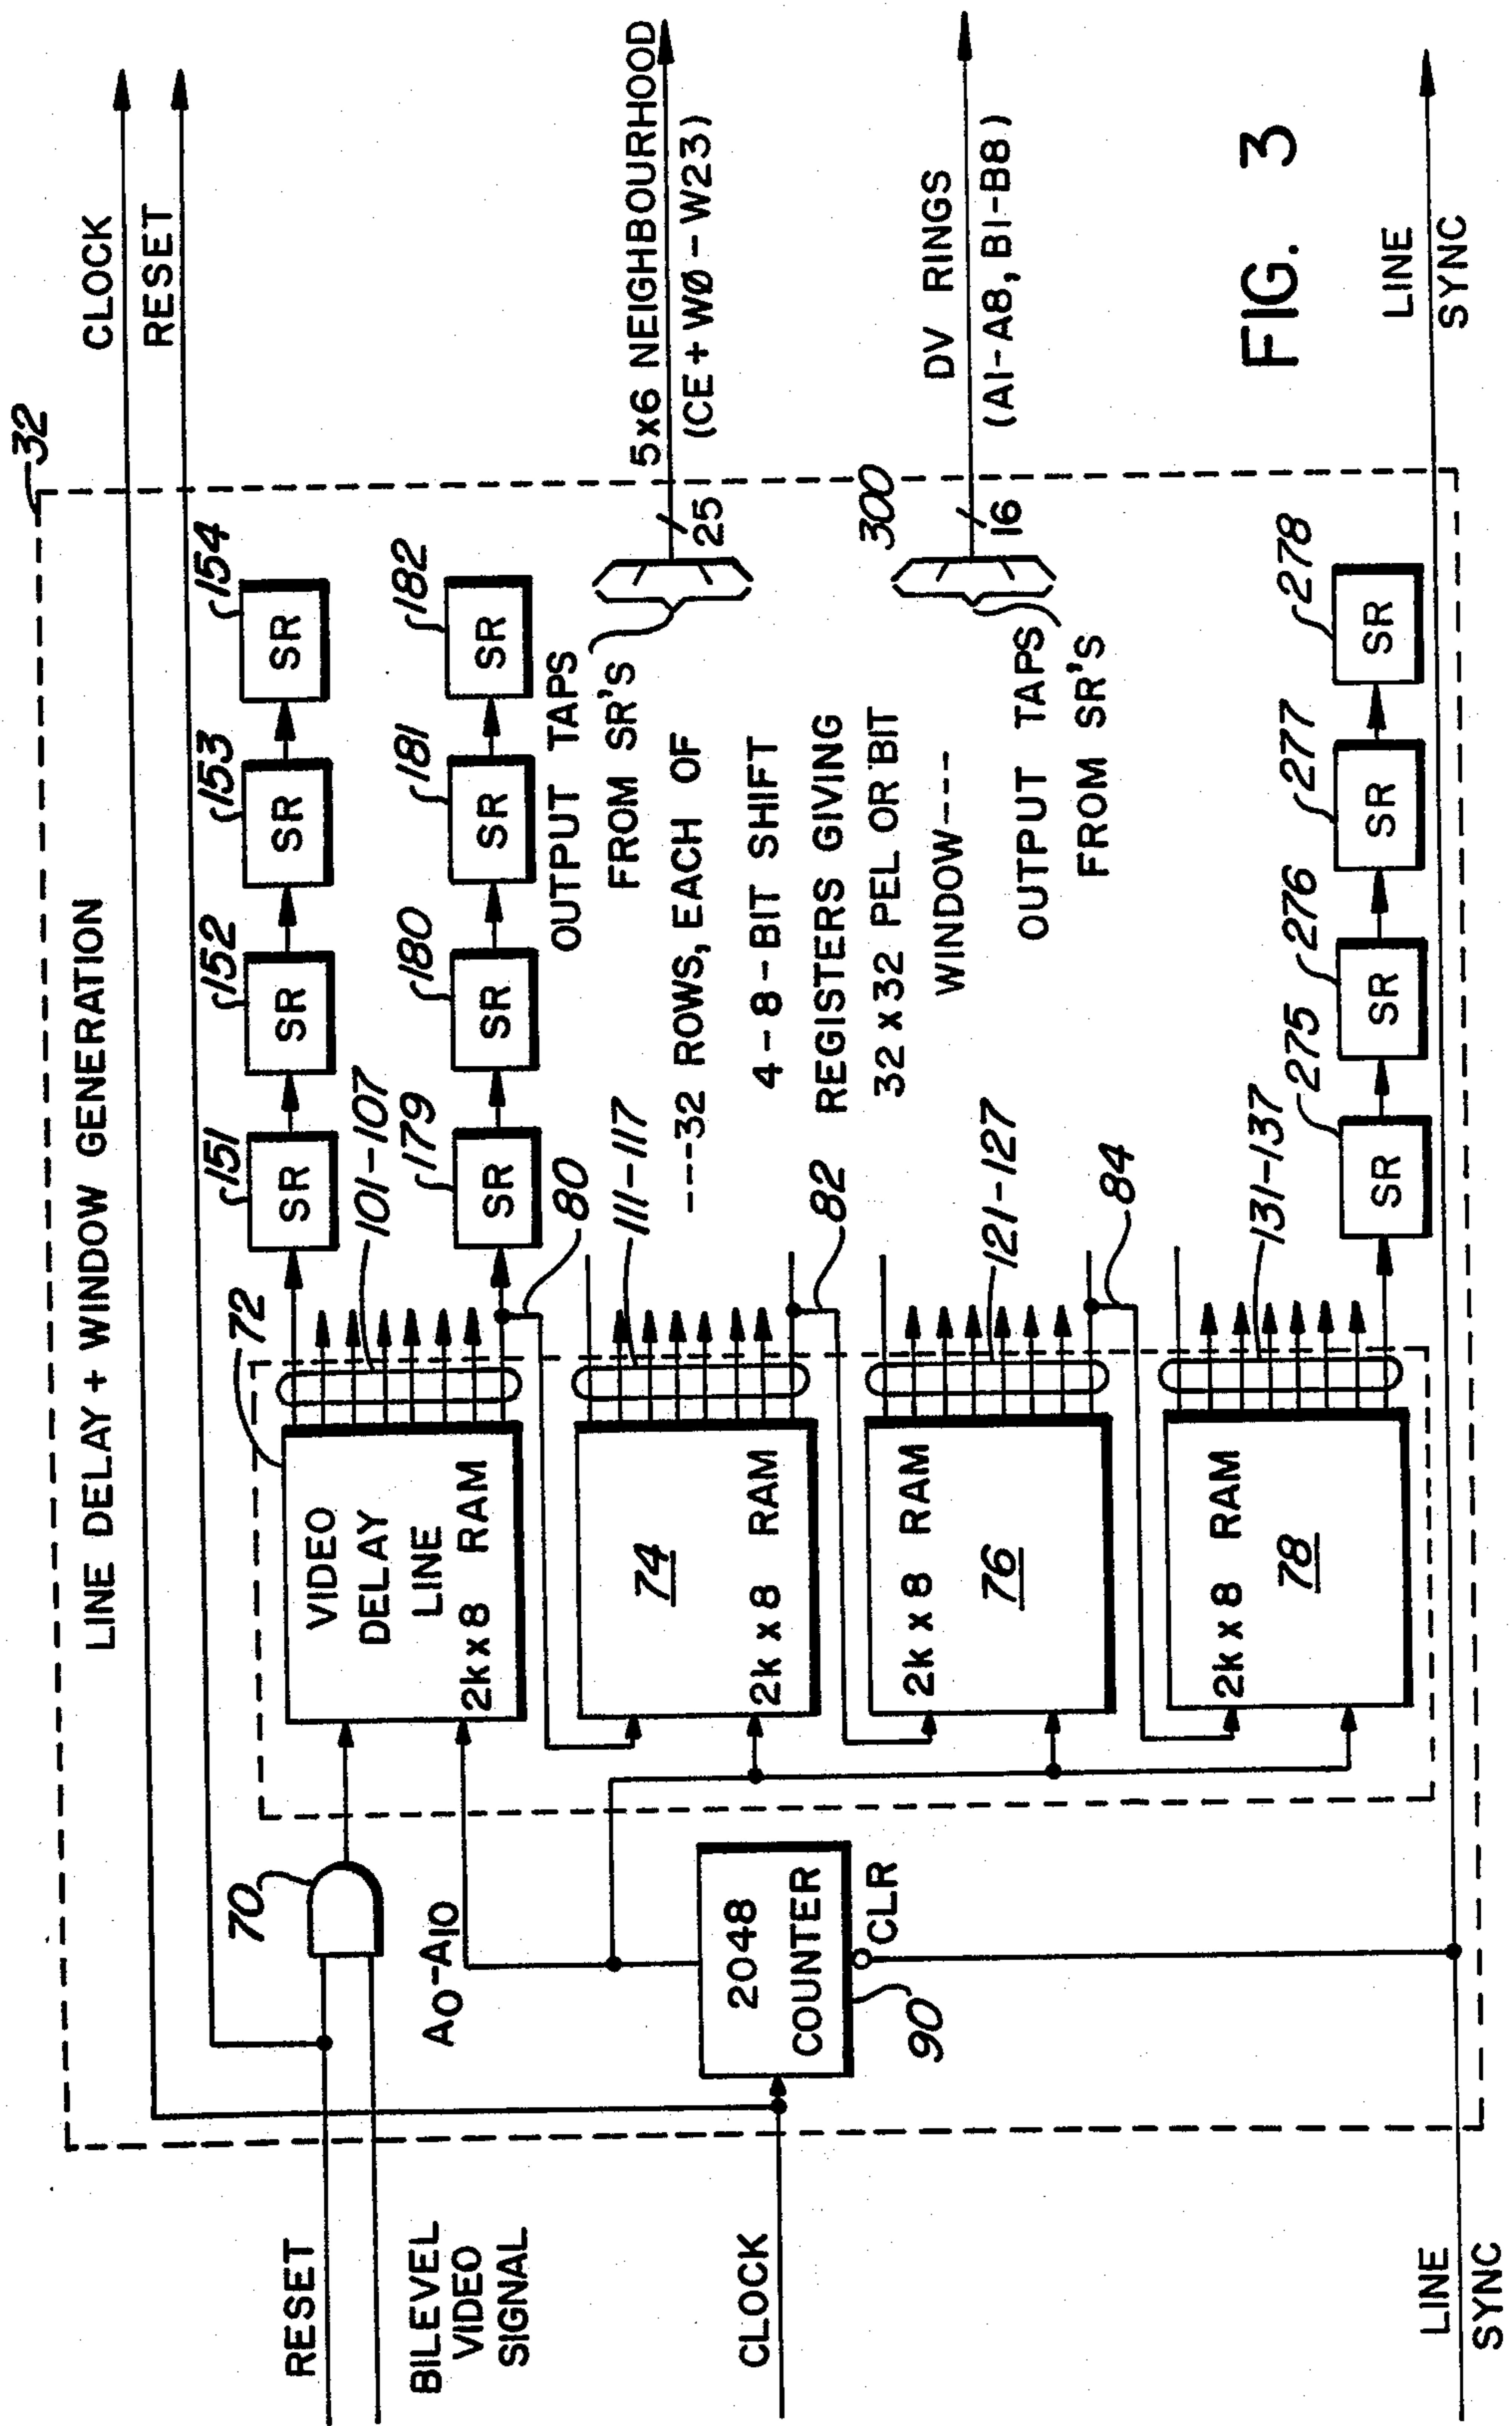 32
LINE DELAY + WINDOW GENERATION
CLOCK
RESET
RESET
BILEVEL
VIDEO
SIGNAL
CLOCK
LINE
SYNC
70
A0-A10
2048
COUNTER
CLR
90
72
VIDEO
DELAY
LINE
2k x 8 RAM
74
2k x 8 RAM
2k x 8 RAM
76
2k x 8 RAM
78
101-107
80
111-117
82
121-127
84
131-137
151
SR
152
SR
153
SR
154
SR
179
SR
180
SR
181
SR
182
SR
OUTPUT TAPS
FROM SR'S
---32 ROWS, EACH OF
4-8-BIT SHIFT
REGISTERS GIVING
32 x 32 PEL OR BIT
WINDOW---
OUTPUT TAPS
FROM SR'S
275
SR
276
SR
277
SR
278
SR
25
5x6 NEIGHBOURHOOD
(CE + WØ - W23)
300
16
DV RINGS
(A1-A8, B1-B8)
LINE
SYNC
FIG. 3